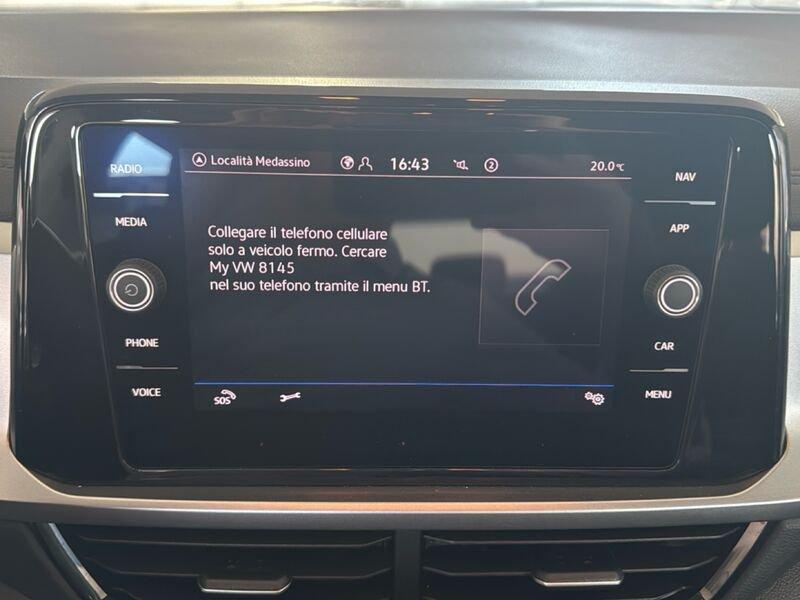 RADIO
MEDIA
PHONE
VOICE
Località Medassino
16:43
2
20.0°C
Collegare il telefono cellulare
solo a veicolo fermo. Cercare
My VW 8145
nel suo telefono tramite il menu BT.
SOS
NAV
APP
CAR
MENU